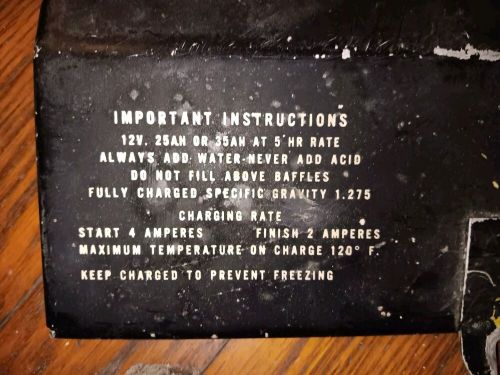 IMPORTANT INSTRUCTIONS
12V. 25AH OR 35AH AT 5 HR RATE
ALWAYS ADD WATER-NEVER ADD ACID
DO NOT FILL ABOVE BAFFLES
FULLY CHARGED SPECIFIC GRAVITY 1.275
CHARGING RATE
START 4 AMPERES FINISH 2 AMPERES
MAXIMUM TEMPERATURE ON CHARGE 120° F.
KEEP CHARGED TO PREVENT FREEZING